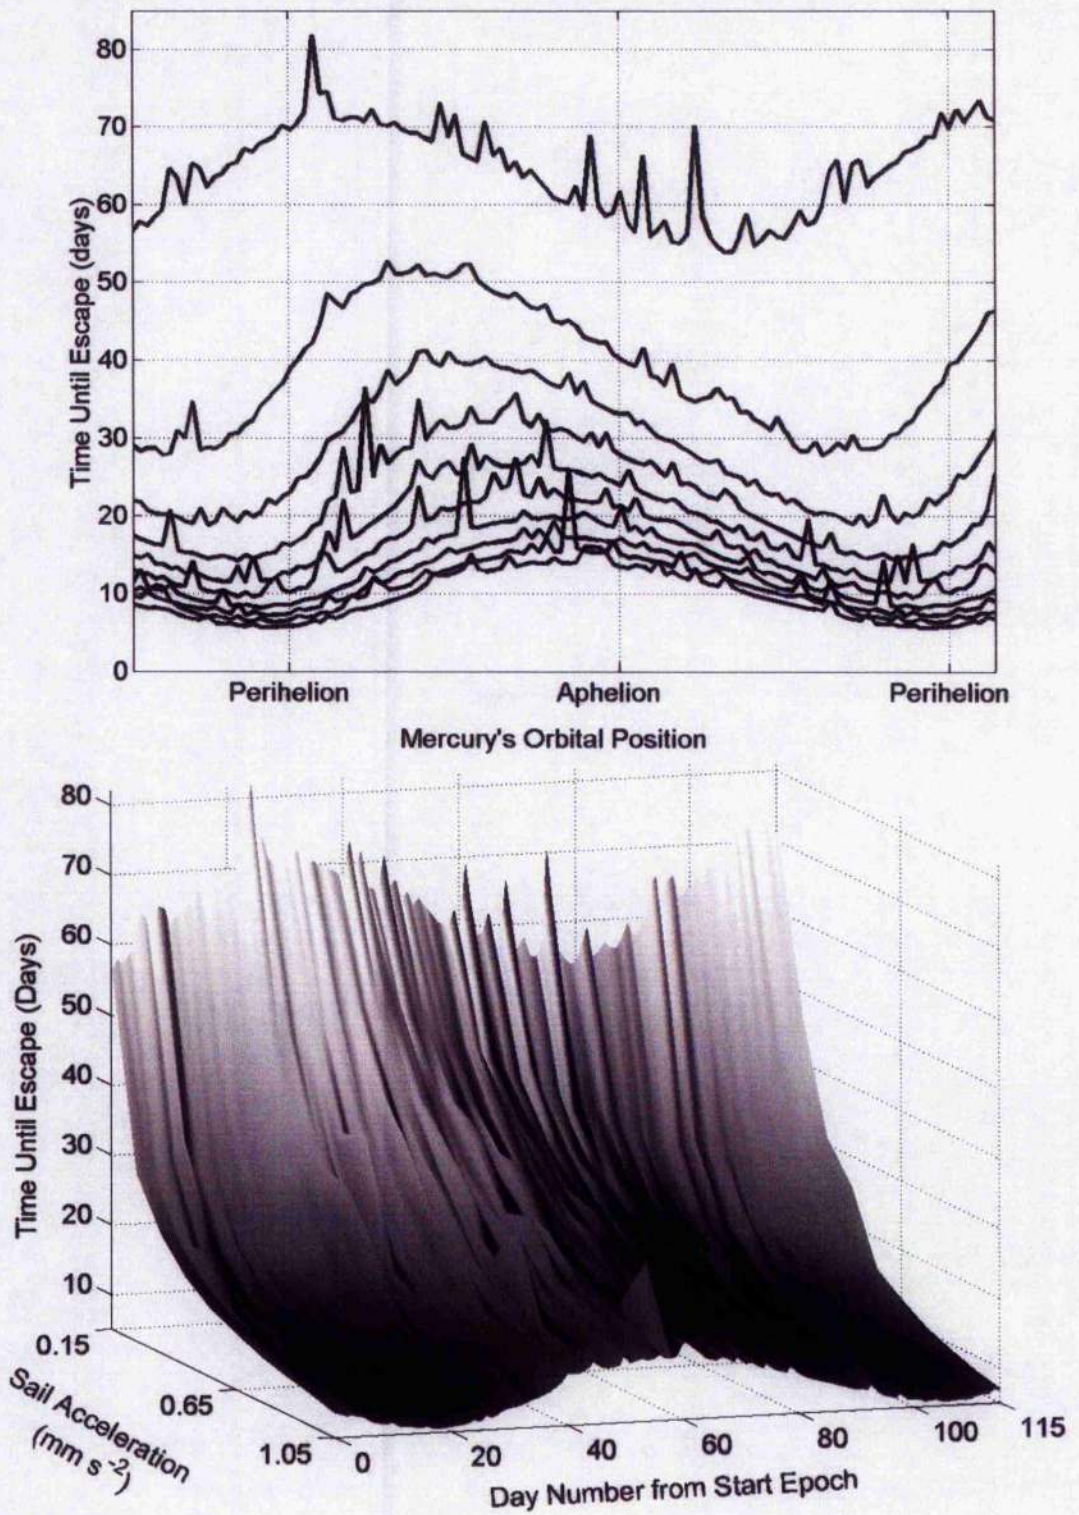 80
70
60
50
40
30
20
10
0
Time Until Escape (days)
Perihelion Aphelion Perihelion
Mercury's Orbital Position
80
70
60
50
40
30
20
10
Time Until Escape (Days)
0.15
0.65
1.05
Sail Acceleration
(mm s-2)
0 20 40 60 80 100 115
Day Number from Start Epoch